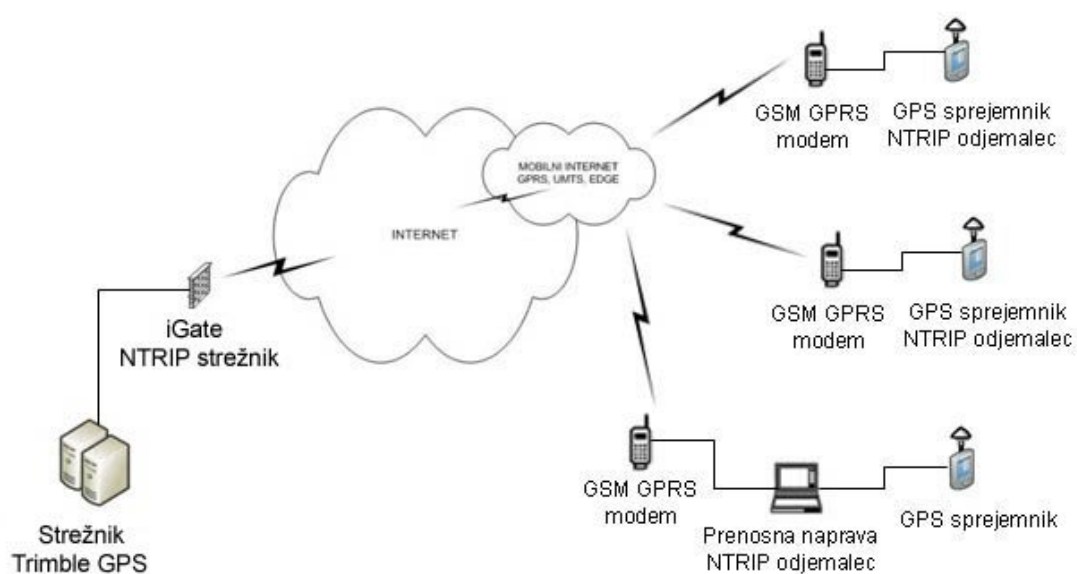 GSM GPRS
modem
GPS sprejemnik
NTRIP odjemalec
MOBILNI INTERNET
GPRS, UMTS, EDGE
INTERNET
GSM GPRS
modem
GPS sprejemnik
NTRIP odjemalec
iGate
NTRIP strežnik
GSM GPRS
modem
Prenosna naprava
NTRIP odjemalec
GPS sprejemnik
Strežnik
Trimble GPS